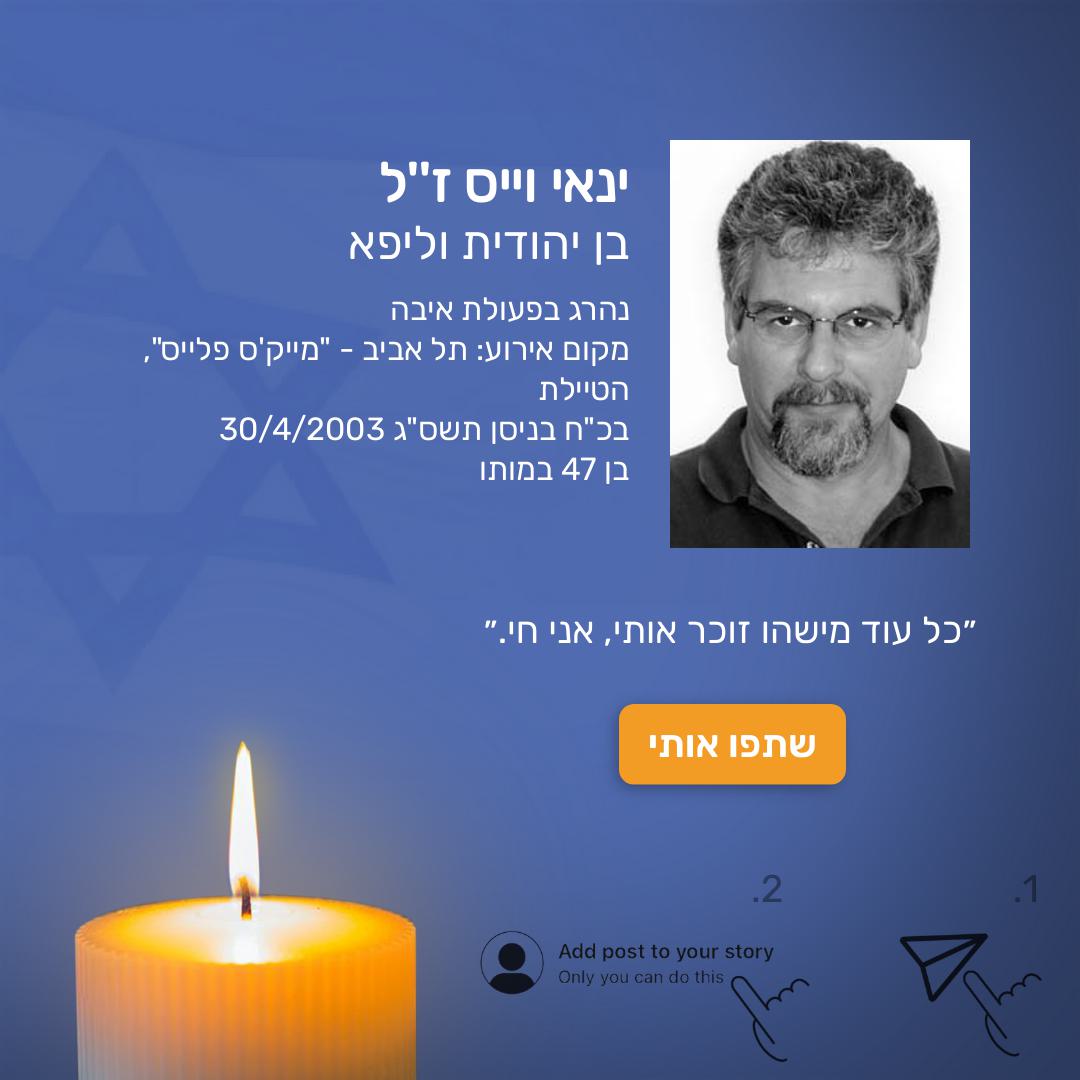 ינאי וייס ז"ל
בן יהודית וליפא
נהרג בפעולת איבה
מקום אירוע: תל אביב - "מייק'ס פלייס",
הטיילת
בכ"ח בניסן תשס"ג 30/4/2003
בן 47 במותו
״כל עוד מישהו זוכר אותי, אני חי.״
שתפו אותי
1.
2.
Add post to your story
Only you can do this